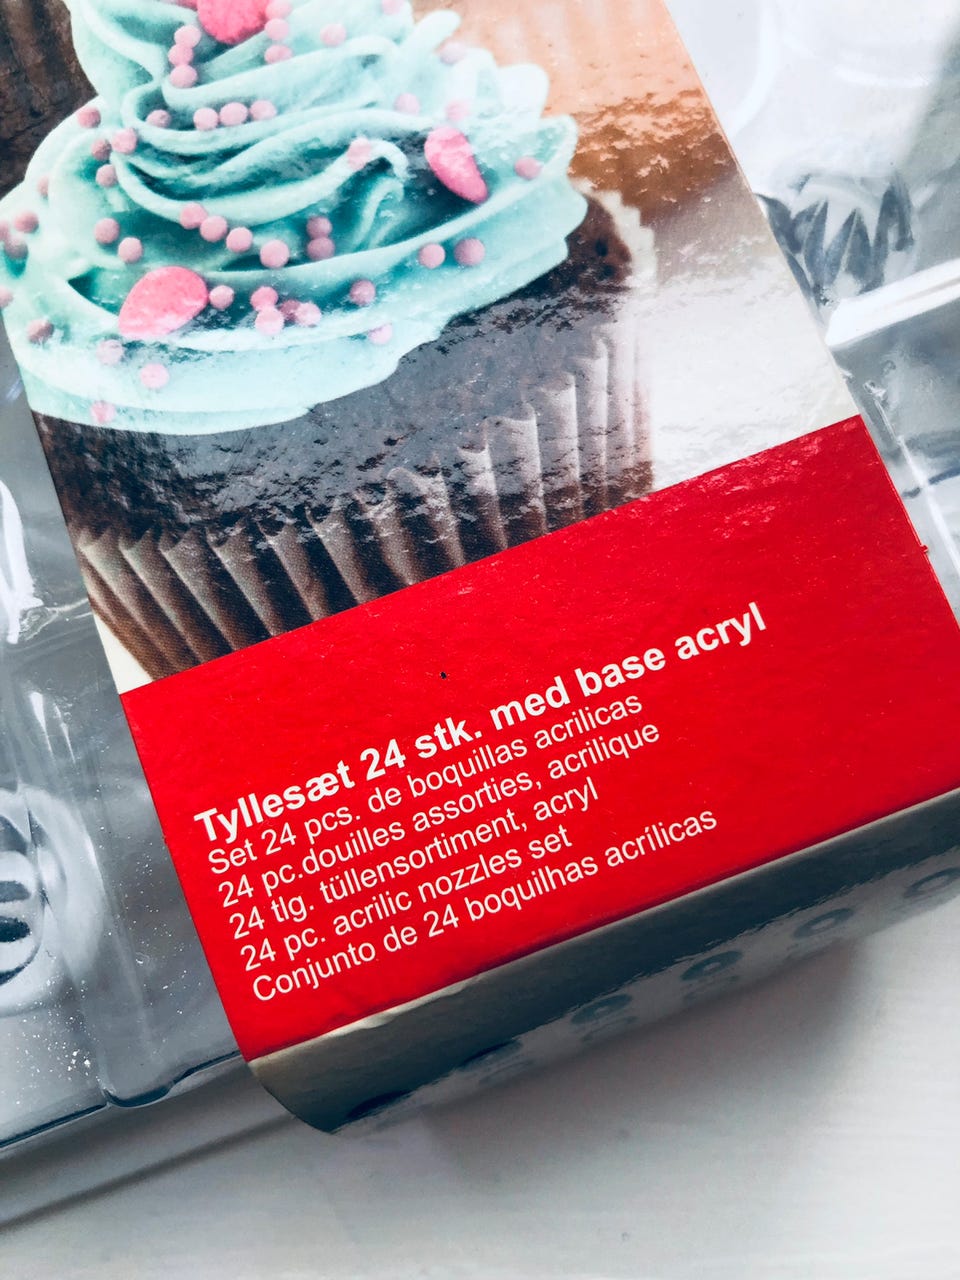 Tyllesæt 24 stk. med base acryl
Set 24 pcs. de boquillas acrilicas
24 pc.douilles assorties, acrilique
24 tlg. tüllensortiment, acryl
24 pc. acrilic nozzles set
Conjunto de 24 boquilhas acrílicas